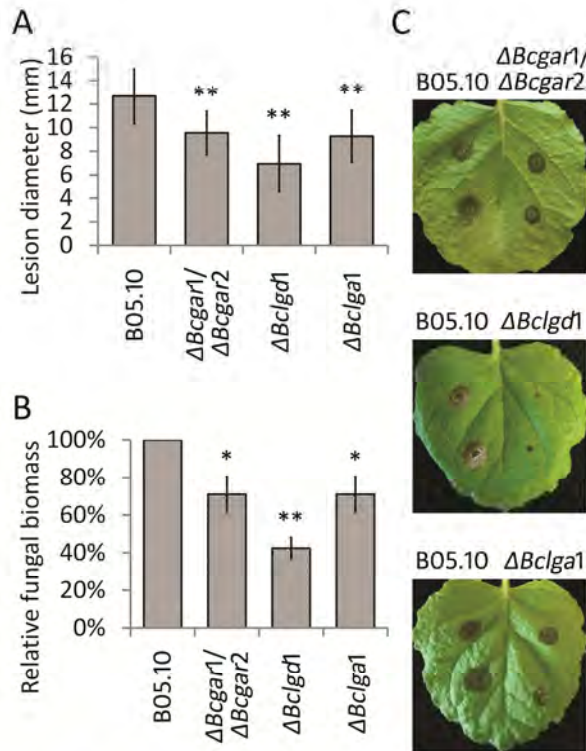 A
Lesion diameter (mm)
16
14
12
10
8
6
4
2
0
**
**
**
B05.10
ΔBcgar1/
ΔBcgar2
ΔBclgd1
ΔBclga1
B
Relative fungal biomass
100%
80%
60%
40%
20%
0%
*
**
*
B05.10
ΔBcgar1/
ΔBcgar2
ΔBclgd1
ΔBclga1
C
ΔBcgar1/
B05.10 ΔBcgar2
B05.10 ΔBclgd1
B05.10 ΔBclga1